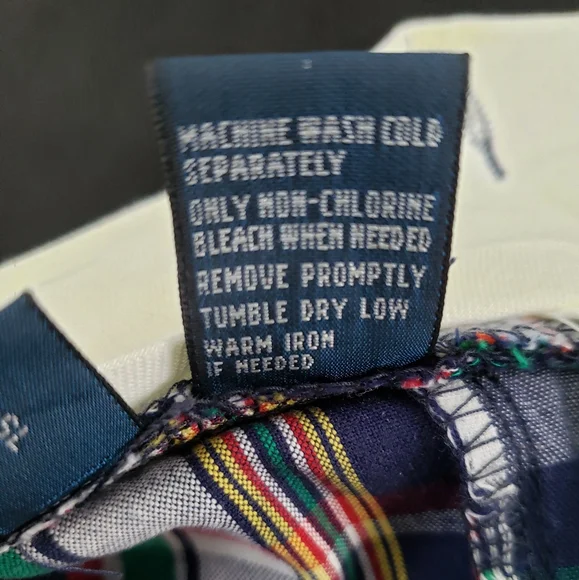 MACHINE WASH COLD
SEPARATELY
ONLY NON-CHLORINE
BLEACH WHEN NEEDED
REMOVE PROMPTLY
TUMBLE DRY LOW
WARM IRON
IF NEEDED